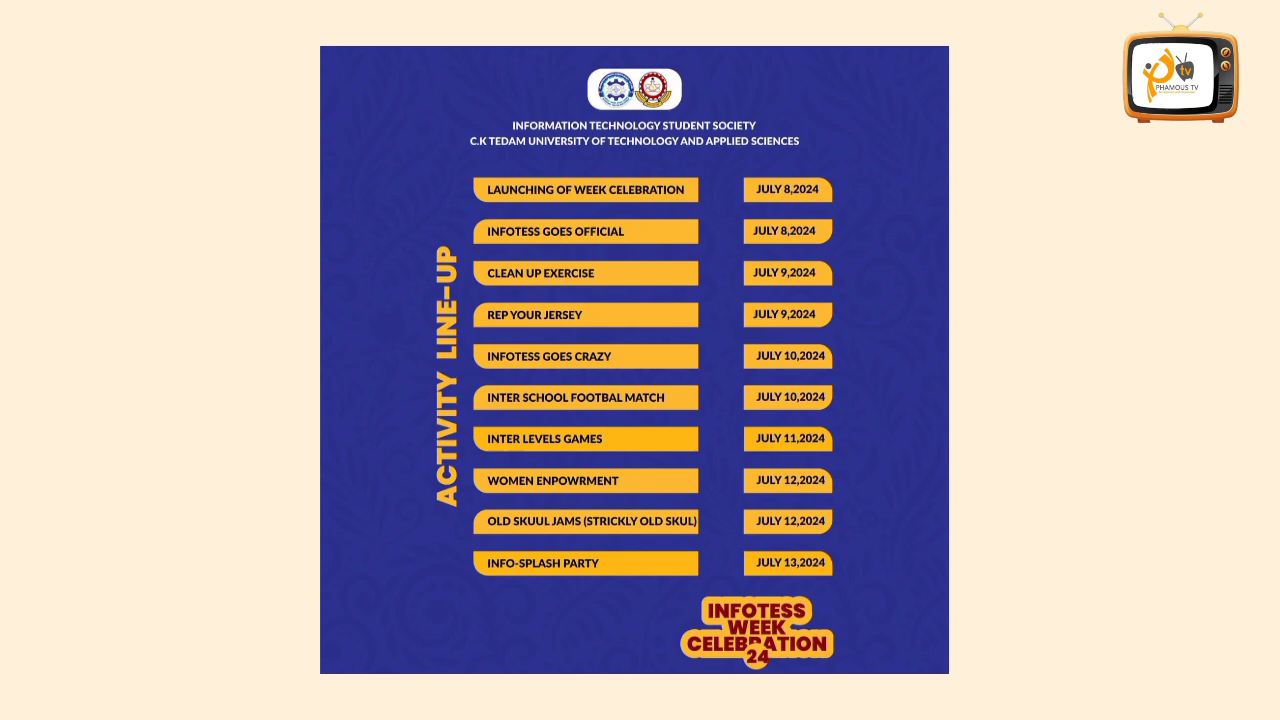 tv
PHAMOUS TV
INFORMATION TECHNOLOGY STUDENT SOCIETY
C.K TEDAM UNIVERSITY OF TECHNOLOGY AND APPLIED SCIENCES
ACTIVITY LINE-UP
LAUNCHING OF WEEK CELEBRATION JULY 8,2024
INFOTESS GOES OFFICIAL JULY 8,2024
CLEAN UP EXERCISE JULY 9,2024
REP YOUR JERSEY JULY 9,2024
INFOTESS GOES CRAZY JULY 10,2024
INTER SCHOOL FOOTBAL MATCH JULY 10,2024
INTER LEVELS GAMES JULY 11,2024
WOMEN ENPOWRMENT JULY 12,2024
OLD SKUUL JAMS (STRICKLY OLD SKUL) JULY 12,2024
INFO-SPLASH PARTY JULY 13,2024
INFOTESS
WEEK
CELEBRATION
24